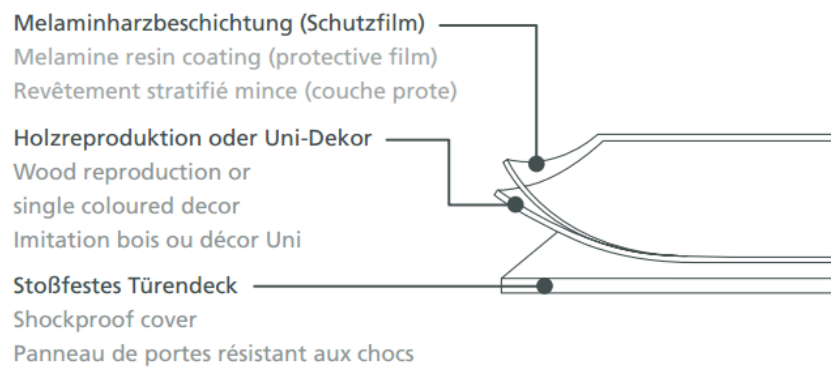 Melaminharzbeschichtung (Schutzfilm)
Melamine resin coating (protective film)
Revêtement stratifié mince (couche prote)
Holzreproduktion oder Uni-Dekor
Wood reproduction or
single coloured decor
Imitation bois ou décor Uni
Stoßfestes Türendeck
Shockproof cover
Panneau de portes résistant aux chocs